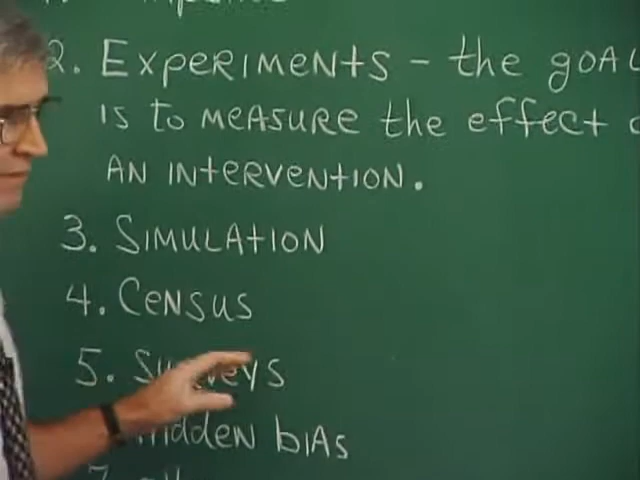 2. Experiments - the goal
is to measure the effect
an intervention.
3. Simulation
4. Census
5. Surveys
hidden bias
7.